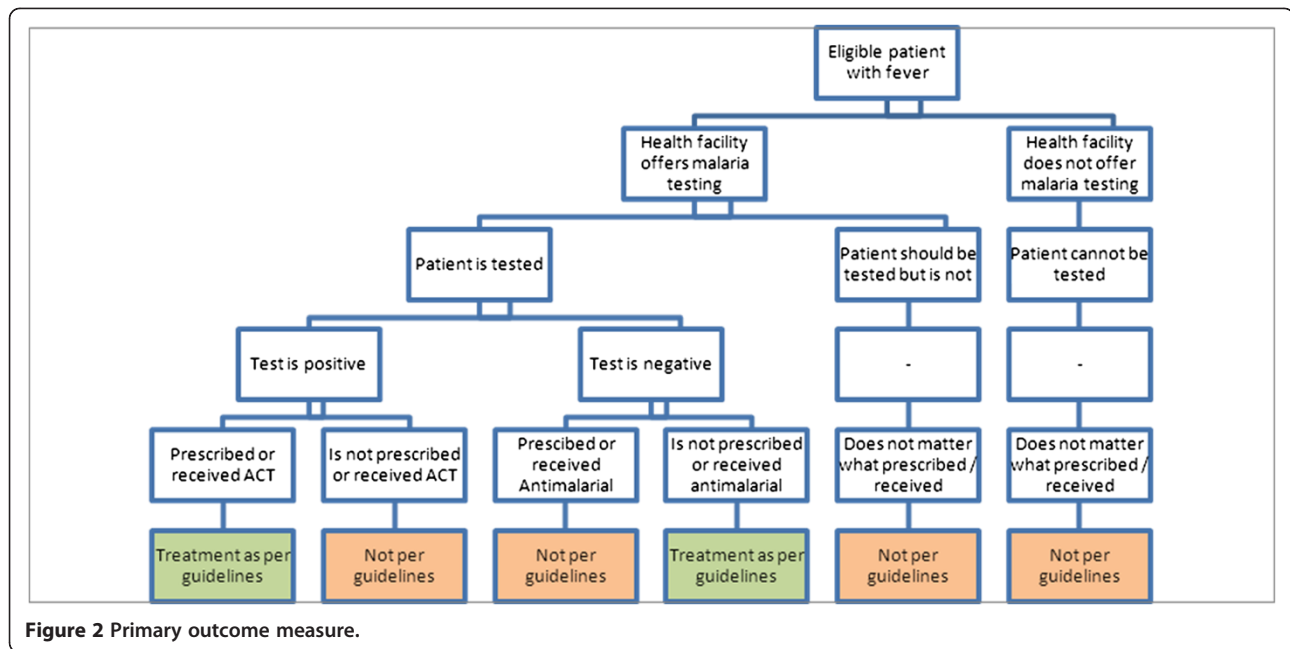 Eligible patient
with fever
Health facility
offers malaria
testing
Health facility
does not offer
malaria testing
Patient is tested
Patient should be
tested but is not
Patient cannot be
tested
Test is positive
Test is negative
-
-
Prescribed or
received ACT
Is not prescribed
or received ACT
Prescibed or
received
Antimalarial
Is not prescribed
or received
antimalarial
Does not matter
what prescribed /
received
Does not matter
what prescribed /
received
Treatment as per
guidelines
Not per
guidelines
Not per
guidelines
Treatment as per
guidelines
Not per
guidelines
Not per
guidelines
Figure 2 Primary outcome measure.